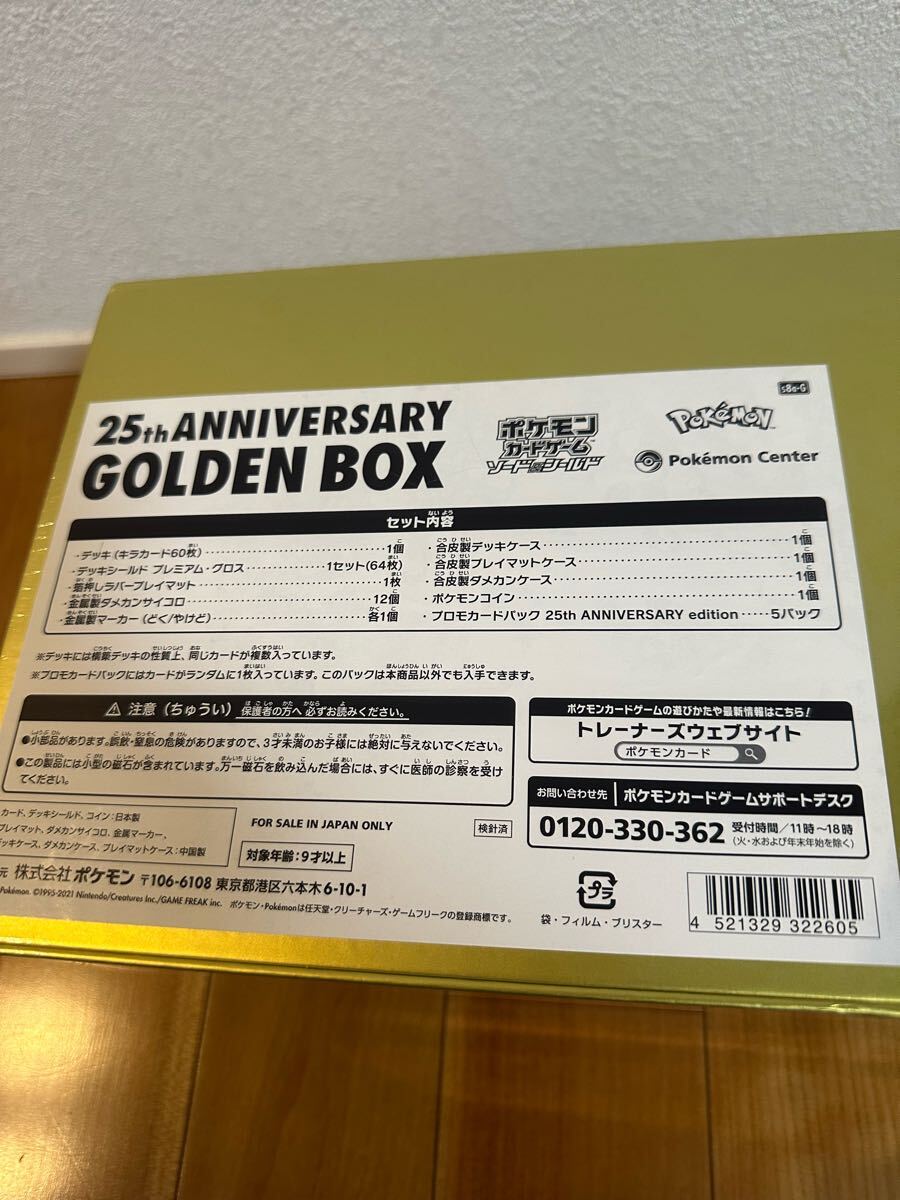 s8a-G
25th ANNIVERSARY
GOLDEN BOX
ポケモン
カードゲーム
ソード&シールド
POKéMON
Pokémon Center
セット内容
・デッキ(キラカード60枚)……1個
・デッキシールド プレミアム・グロス……1セット(64枚)
・箔押しラバープレイマット……1枚
・金属製ダメカンサイコロ……12個
・金属製マーカー(どく/やけど)……各1個
・合皮製デッキケース……1個
・合皮製プレイマットケース……1個
・合皮製ダメカンケース……1個
・ポケモンコイン……1個
・プロモカードパック 25th ANNIVERSARY edition……5パック
※デッキには構築デッキの性質上、同じカードが複数入っています。
※プロモカードパックにはカードがランダムに1枚入っています。このパックは本商品以外でも入手できます。
⚠ 注意(ちゅうい) 保護者の方へ 必ずお読みください。
●小部品があります。誤飲・窒息の危険がありますので、3才未満のお子様には絶対に与えないでください。
●この製品には小型の磁石が含まれています。万一磁石を飲み込んだ場合には、すぐに医師の診察を受け
てください。
ポケモンカードゲームの遊びかたや最新情報はこちら!
トレーナーズウェブサイト
ポケモンカード
お問い合わせ先 ポケモンカードゲームサポートデスク
0120-330-362 受付時間/11時〜18時
(火・水および年末年始を除く)
カード、デッキシールド、コイン:日本製
プレイマット、ダメカンサイコロ、金属マーカー、
デッキケース、ダメカンケース、プレイマットケース:中国製
FOR SALE IN JAPAN ONLY
検針済
対象年齢:9才以上
元 株式会社 ポケモン 〒106-6108 東京都港区六本木6-10-1
Pokémon. ©1995-2021 Nintendo/Creatures Inc./GAME FREAK inc. ポケモン・Pokémonは任天堂・クリーチャーズ・ゲームフリークの登録商標です。
プラ
袋・フィルム・ブリスター
4 521329 322605